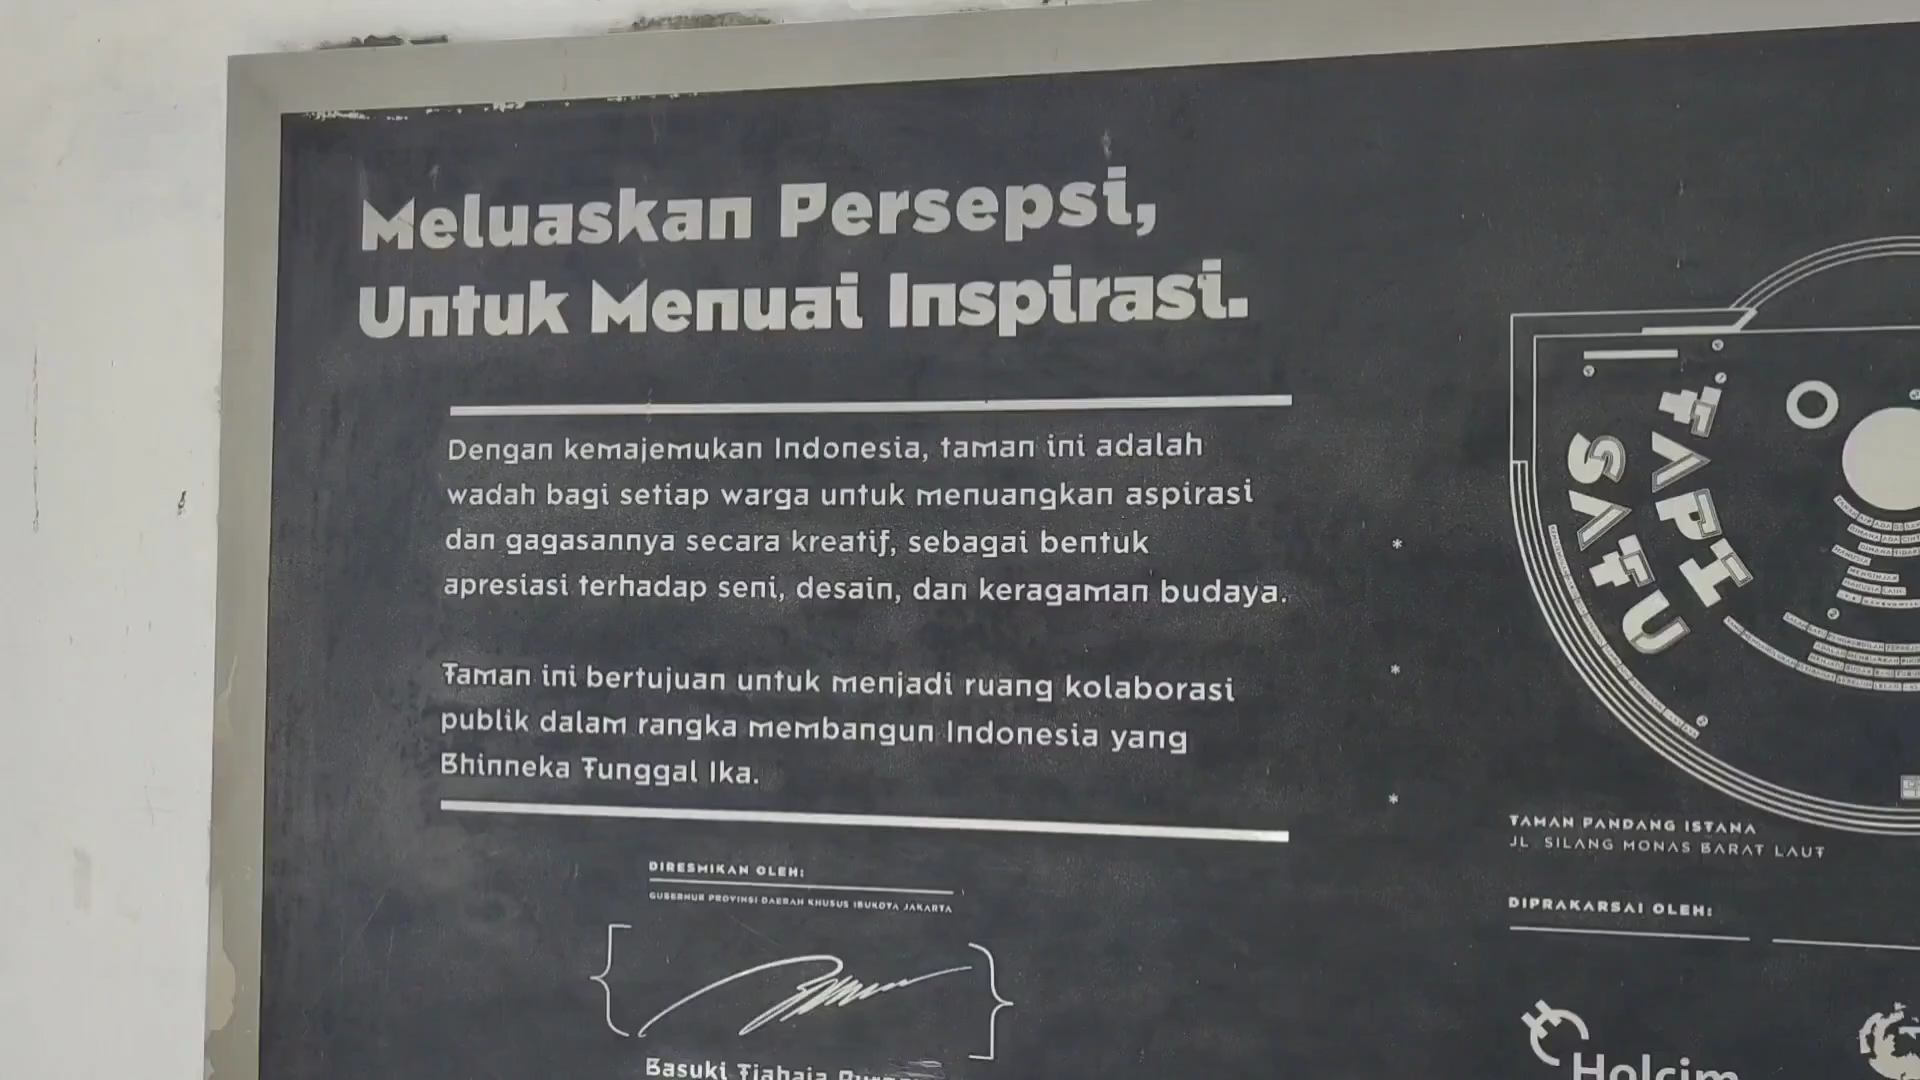 Meluaskan Persepsi,
Untuk Menuai Inspirasi.
Dengan kemajemukan Indonesia, taman ini adalah
wadah bagi setiap warga untuk menuangkan aspirasi
dan gagasannya secara kreatif, sebagai bentuk
apresiasi terhadap seni, desain, dan keragaman budaya.
Taman ini bertujuan untuk menjadi ruang kolaborasi
publik dalam rangka membangun Indonesia yang
Bhinneka Tunggal Ika.
DIRESMIKAN OLEH:
GUBERNUR PROVINSI DAERAH KHUSUS IBUKOTA JAKARTA
Basuki Tjahaja
*
*
*
SATU
TAPI
TAMAN PANDANG ISTANA
JL. SILANG MONAS BARAT LAUT
DIPRAKARSAI OLEH:
Holcim